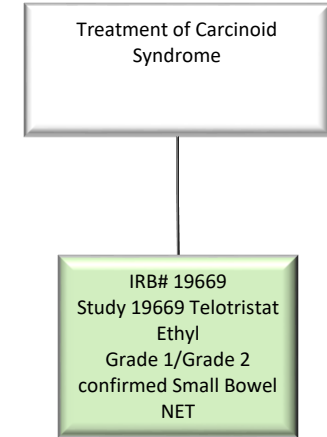 Treatment of Carcinoid
Syndrome
IRB# 19669
Study 19669 Telotristat
Ethyl
Grade 1/Grade 2
confirmed Small Bowel
NET